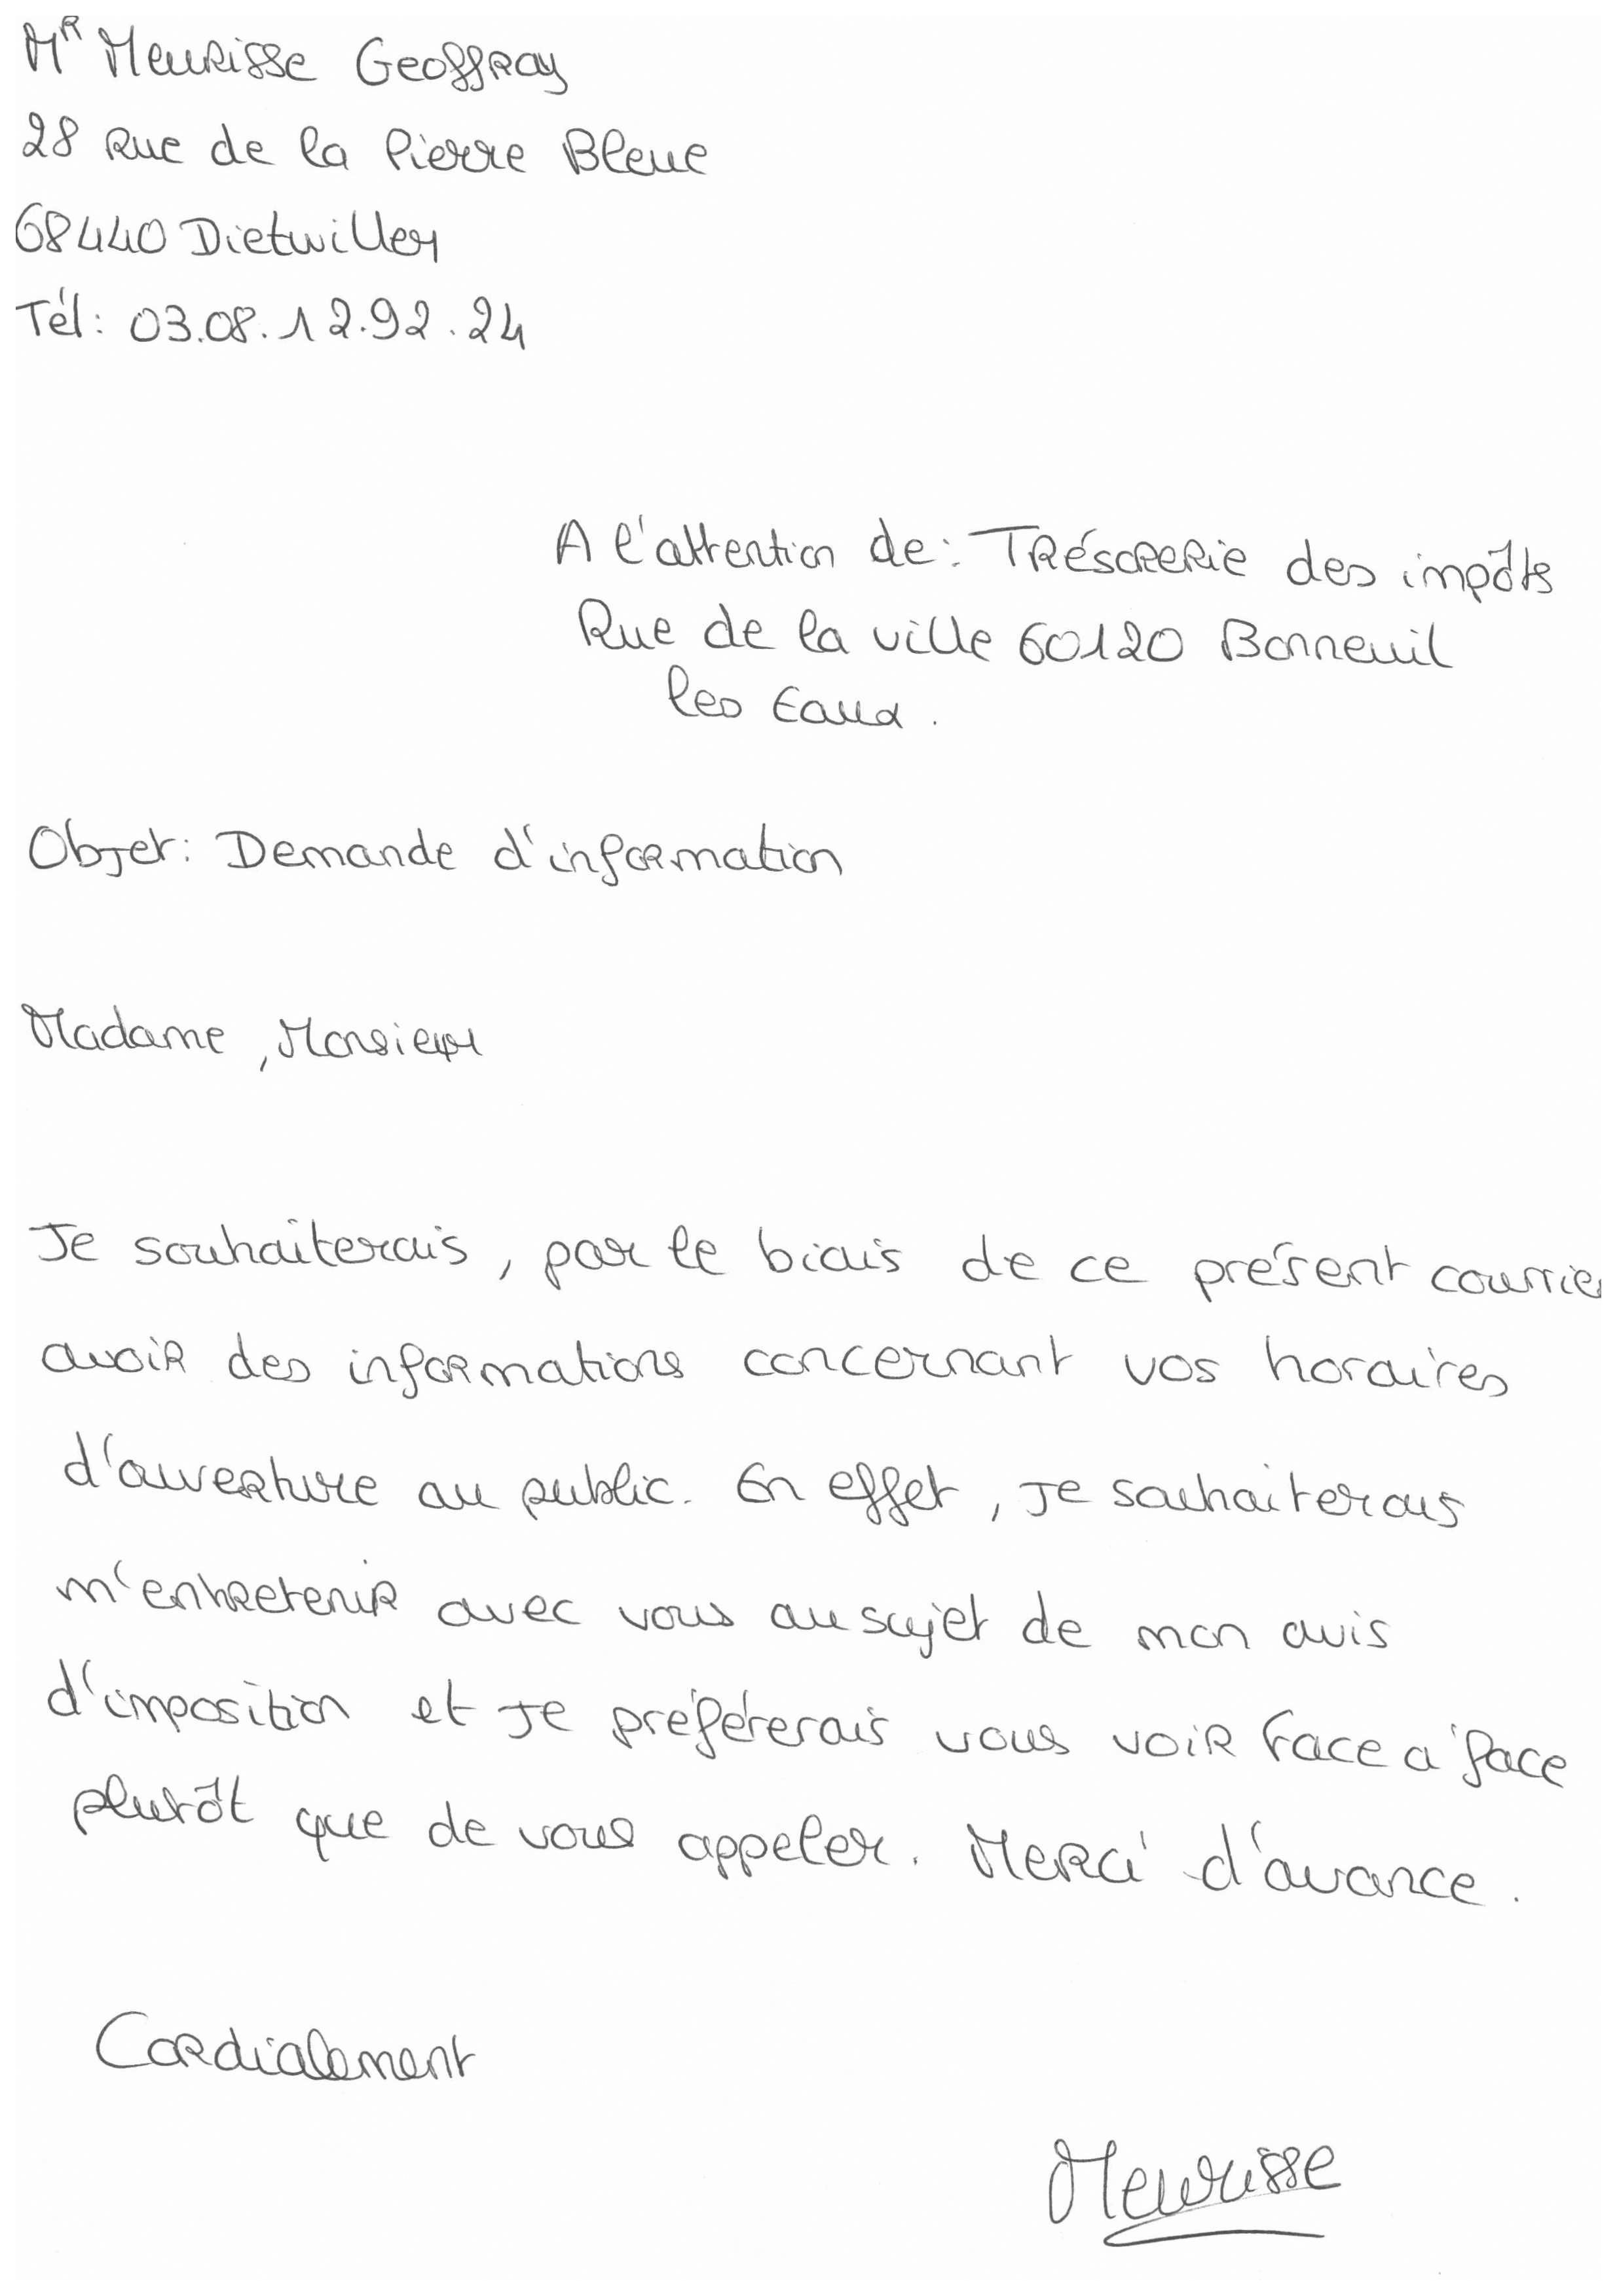 Mr Meurisse Geoffray
28 Rue de la Pierre Bleue
68440 Dietwiller
Tél: 03.08.12.92.24
A l'attention de: Trésorerie des impôts
Rue de la ville 60120 Bonneuil
les Eaux.
Objet: Demande d'information
Madame, Monsieur
Je souhaiterais, par le biais de ce présent courrier
avoir des informations concernant vos horaires
d'ouverture au public. En effet, je souhaiterais
m'entretenir avec vous au sujet de mon avis
d'imposition et je préférerais vous voir face à face
plutôt que de vous appeler. Merci d'avance.
Cordialement
Meurisse